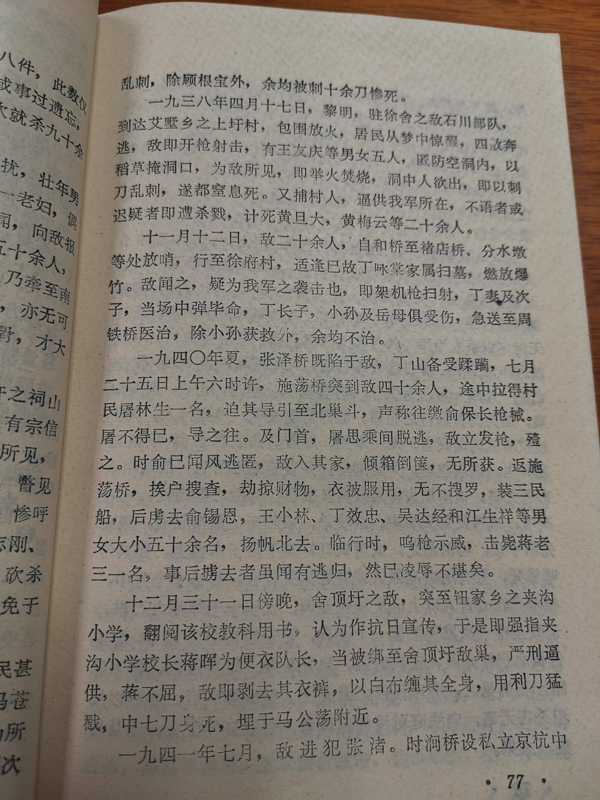 八件，此数仅
或事过遗忘，
次就杀九十余
扰，壮年男
一老妇，偶
闻，向敌报
五十余人，
乃牵至南
亦无可
才大
之祠山
有宗信
所见，
瞥见
惨呼
志刚、
砍杀
免于
民甚
马苍
所
次
乱刺，除顾根宝外，余均被刺十余刀惨死。
一九三八年四月十七日，黎明，驻徐舍之敌石川部队，
到达艾墅乡之上圩村，包围放火，居民从梦中惊醒，四散奔
逃，敌即开枪射击，有王友庆等男女五人，匿防空洞内，以
稻草掩洞口，为敌所见，即举火焚烧，洞中人欲出，即以刺
刀乱刺，遂都窒息死。又捕村人，逼供我军所在，不语者或
迟疑者即遭杀戮，计死黄旦大，黄梅云等二十余人。
十一月十二日，敌二十余人，自和桥至褚店桥、分水墩
等处放哨，行至徐府村，适逢已故丁咏棠家属扫墓，燃放爆
竹。敌闻之，疑为我军之袭击也，即架机枪扫射，丁妻及次
子，当场中弹毕命，丁长子，小孙及岳母俱受伤，急送至周
铁桥医治，除小孙获救外，余均不治。
一九四〇年夏，张泽桥既陷于敌，丁山备受蹂躏，七月
二十五日上午六时许，施荡桥突到敌四十余人，途中拉得村
民屠林生一名，迫其导引至北巢斗，声称往缴俞保长枪械。
屠不得已，导之往。及门首，屠思乘间脱逃，敌立发枪，殪
之。时俞已闻风逃匿，敌入其家，倾箱倒箧，无所获。返施
荡桥，挨户搜查，劫掠财物，衣被服用，无不搜罗，装三民
船，后虏去俞锡恩，王小林、丁效忠、吴达经和江生祥等男
女大小五十余名，扬帆北去。临行时，鸣枪示威，击毙蒋老
三一名，事后掳去者虽闻有逃归，然已凌辱不堪矣。
十二月三十一日傍晚，舍顶圩之敌，突至钮家乡之夹沟
小学，翻阅该校教科用书，认为作抗日宣传，于是即强指夹
沟小学校长蒋晖为便衣队长，当被绑至舍顶圩敌巢，严刑逼
供，蒋不屈，敌即剥去其衣裤，以白布缠其全身，用利刀猛
戳，中七刀身死，埋于马公荡附近。
一九四一年七月，敌进犯张渚。时涧桥设私立京杭中
·77·